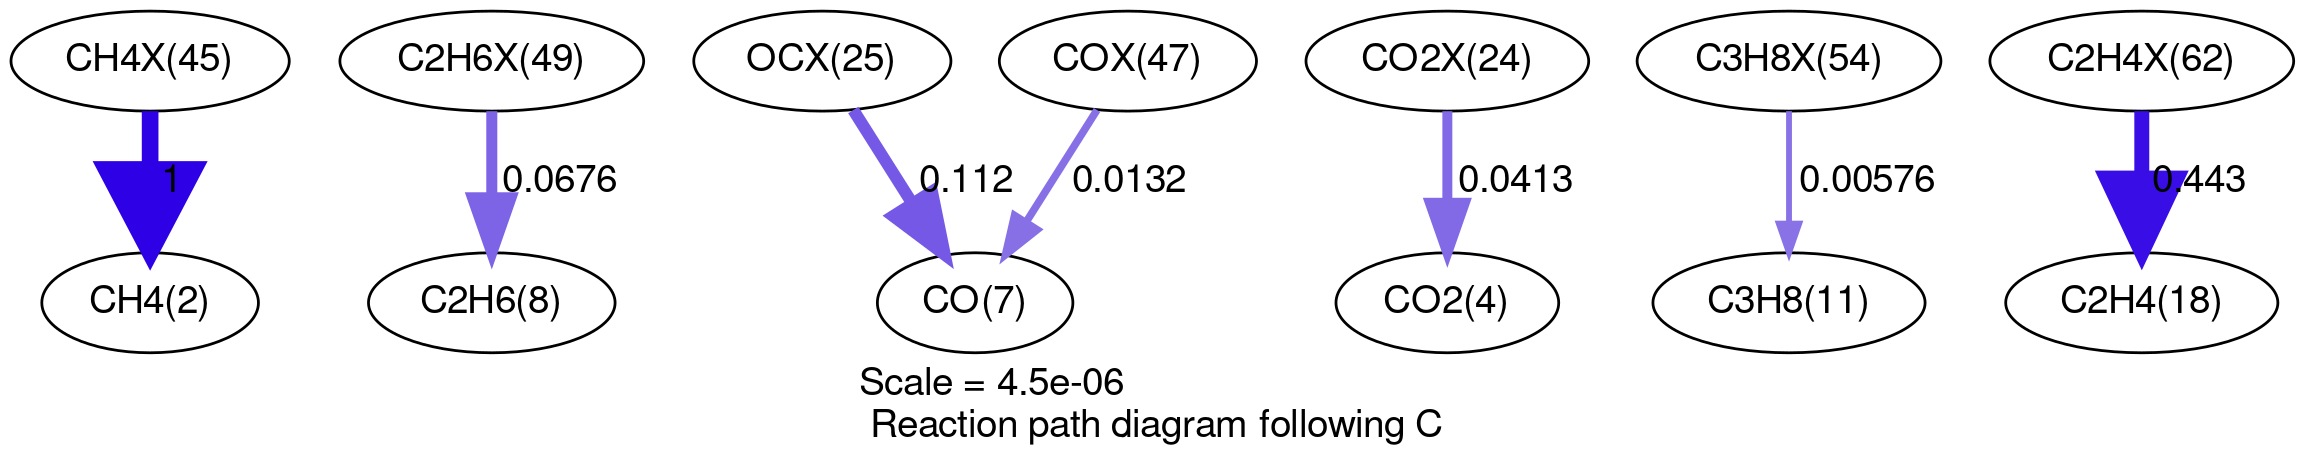 CH4X(45)
C2H6X(49)
OCX(25)
COX(47)
CO2X(24)
C3H8X(54)
C2H4X(62)
1
0.0676
0.112
0.0132
0.0413
0.00576
0.443
CH4(2)
C2H6(8)
CO(7)
CO2(4)
C3H8(11)
C2H4(18)
Scale = 4.5e-06
Reaction path diagram following C